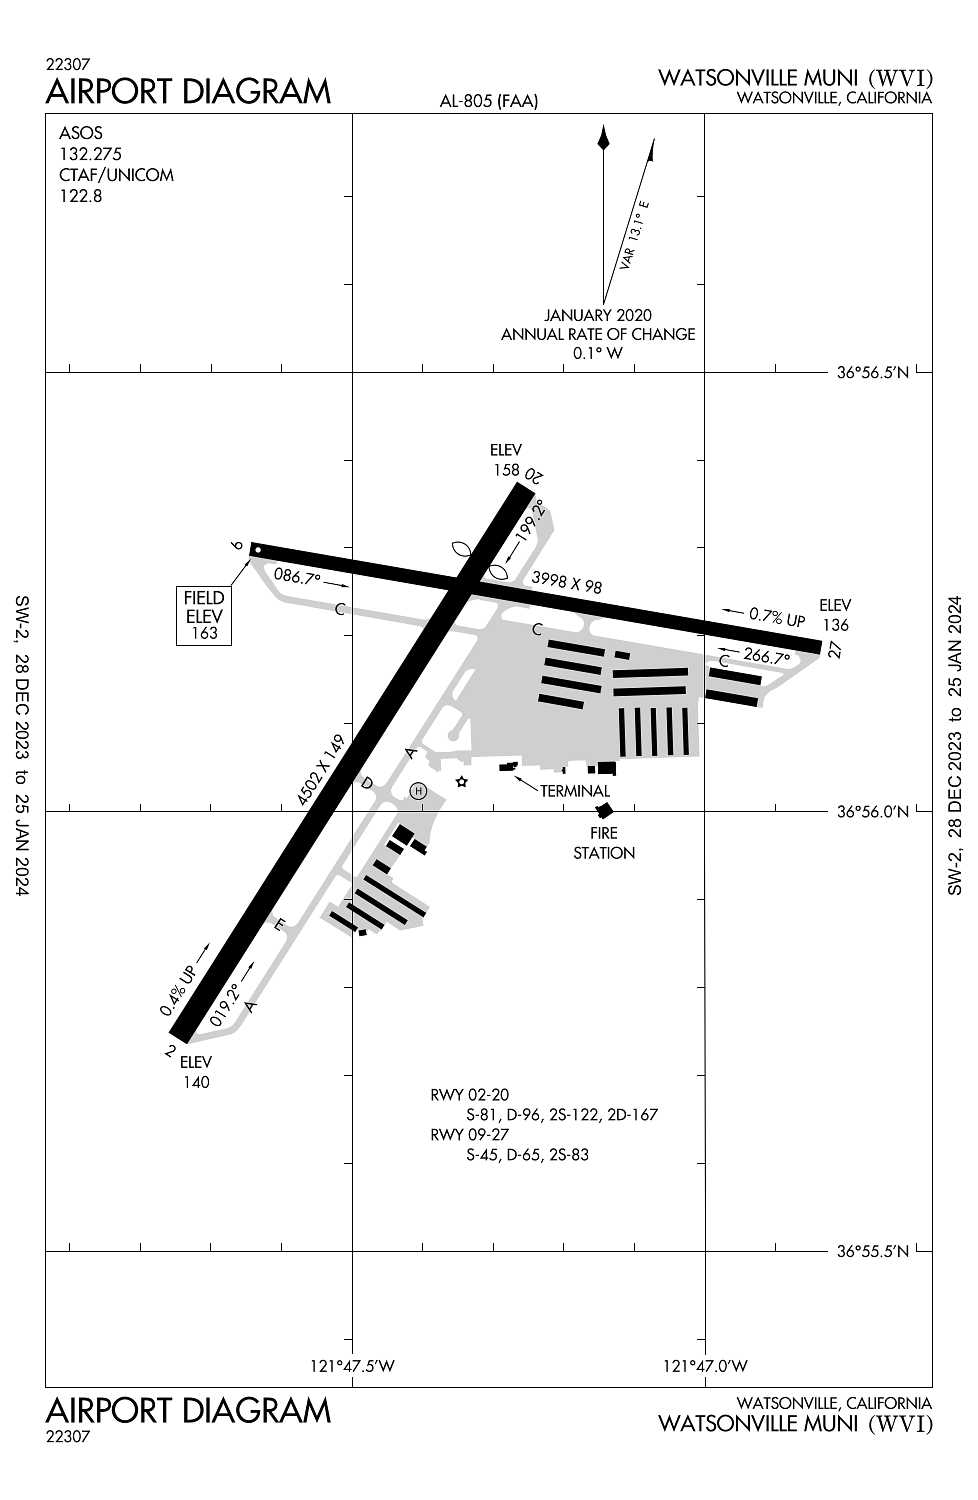 22307
AIRPORT DIAGRAM
AL-805 (FAA)
WATSONVILLE MUNI (WVI)
WATSONVILLE, CALIFORNIA
ASOS
132.275
CTAF/UNICOM
122.8
VAR 13.1° E
JANUARY 2020
ANNUAL RATE OF CHANGE
0.1° W
36°56.5'N
ELEV
158
20
199.2°
9
086.7°
3998 X 98
C
FIELD
ELEV
163
C
0.7% UP
ELEV
136
27
266.7°
C
SW-2, 28 DEC 2023 to 25 JAN 2024
SW-2, 28 DEC 2023 to 25 JAN 2024
4502 X 149
A
D
H
TERMINAL
36°56.0'N
FIRE
STATION
E
0.4% UP
019.2°
A
2
ELEV
140
RWY 02-20
S-81, D-96, 2S-122, 2D-167
RWY 09-27
S-45, D-65, 2S-83
36°55.5'N
121°47.5'W
121°47.0'W
AIRPORT DIAGRAM
22307
WATSONVILLE, CALIFORNIA
WATSONVILLE MUNI (WVI)